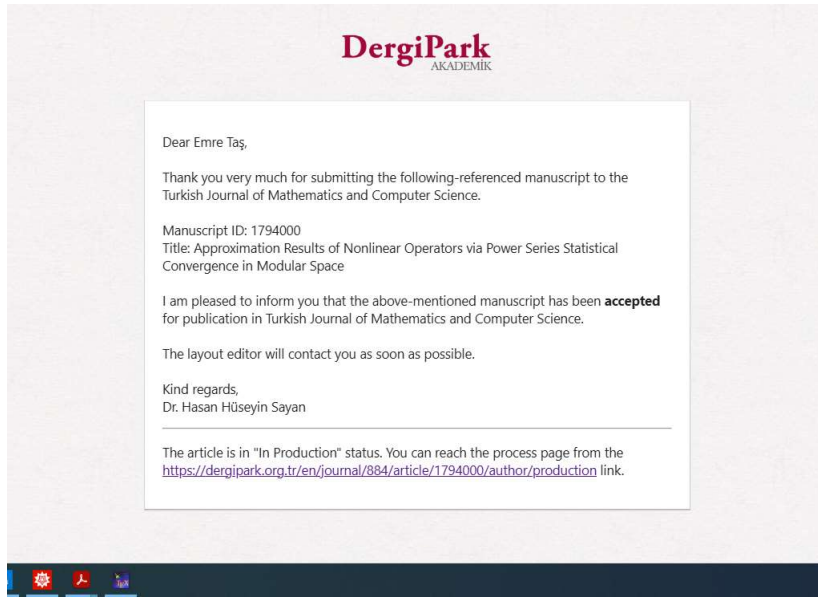 DergiPark
AKADEMİK
Dear Emre Taş,
Thank you very much for submitting the following-referenced manuscript to the
Turkish Journal of Mathematics and Computer Science.
Manuscript ID: 1794000
Title: Approximation Results of Nonlinear Operators via Power Series Statistical
Convergence in Modular Space
I am pleased to inform you that the above-mentioned manuscript has been accepted
for publication in Turkish Journal of Mathematics and Computer Science.
The layout editor will contact you as soon as possible.
Kind regards,
Dr. Hasan Hüseyin Sayan
The article is in "In Production" status. You can reach the process page from the
https://dergipark.org.tr/en/journal/884/article/1794000/author/production link.